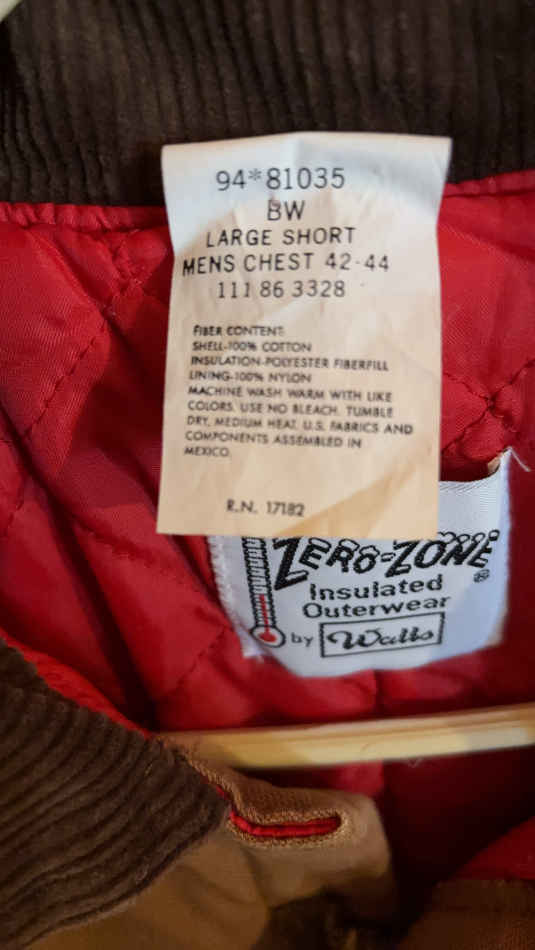 94*81035
BW
LARGE SHORT
MENS CHEST 42-44
111 86 3328
FIBER CONTENT:
SHELL-100% COTTON
INSULATION-POLYESTER FIBERFILL
LINING-100% NYLON
MACHINE WASH WARM WITH LIKE
COLORS. USE NO BLEACH. TUMBLE
DRY, MEDIUM HEAT. U.S. FABRICS AND
COMPONENTS ASSEMBLED IN
MEXICO.
R.N. 17182
ZERO-ZONE®
Insulated
Outerwear
by Walls